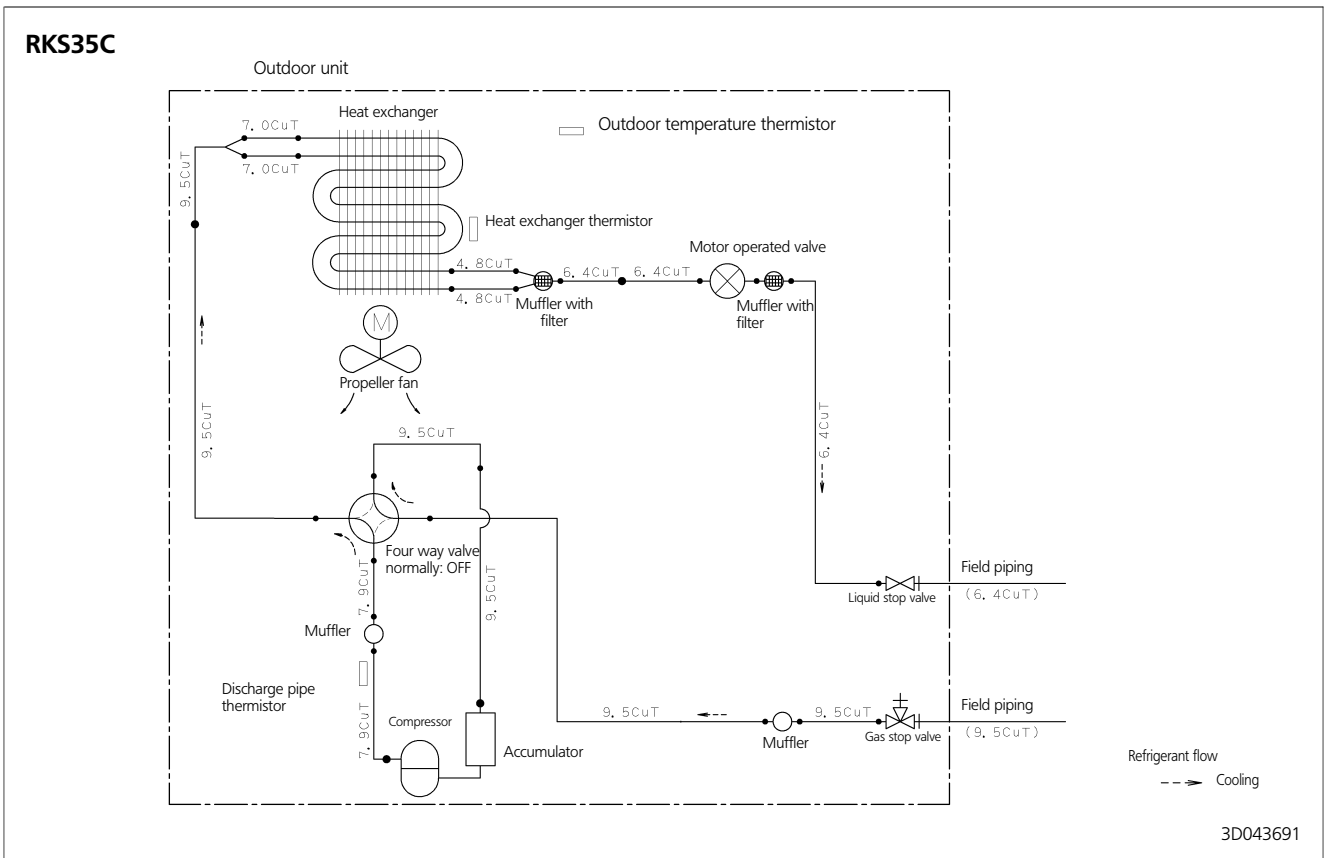 RKS35C
Outdoor unit
Heat exchanger
Outdoor temperature thermistor
7. 0CuT
7. 0CuT
9. 5CuT
Heat exchanger thermistor
Motor operated valve
4. 8CuT
6. 4CuT
6. 4CuT
4. 8CuT
Muffler with
filter
Muffler with
filter
M
Propeller fan
9. 5CuT
9. 5CuT
6. 4CuT
Four way valve
normally: OFF
7. 9CuT
9. 5CuT
Field piping
(6. 4CuT)
Liquid stop valve
Muffler
Discharge pipe
thermistor
7. 9CuT
Compressor
Accumulator
9. 5CuT
9. 5CuT
Muffler
Gas stop valve
Field piping
(9. 5CuT)
Refrigerant flow
Cooling
3D043691